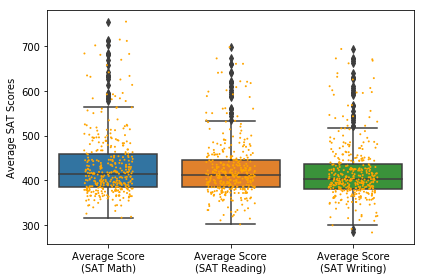 700
600
500
400
300
Average SAT Scores
Average Score
(SAT Math)
Average Score
(SAT Reading)
Average Score
(SAT Writing)